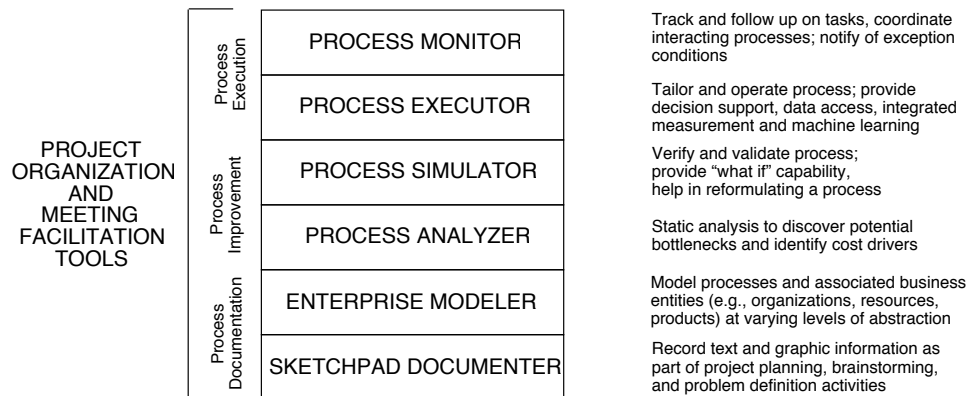 PROJECT
ORGANIZATION
AND
MEETING
FACILITATION
TOOLS
Process
Execution
PROCESS MONITOR
Track and follow up on tasks, coordinate
interacting processes; notify of exception
conditions
PROCESS EXECUTOR
Tailor and operate process; provide
decision support, data access, integrated
measurement and machine learning
Process
Improvement
PROCESS SIMULATOR
Verify and validate process;
provide “what if” capability,
help in reformulating a process
PROCESS ANALYZER
Static analysis to discover potential
bottlenecks and identify cost drivers
Process
Documentation
ENTERPRISE MODELER
Model processes and associated business
entities (e.g., organizations, resources,
products) at varying levels of abstraction
SKETCHPAD DOCUMENTER
Record text and graphic information as
part of project planning, brainstorming,
and problem definition activities